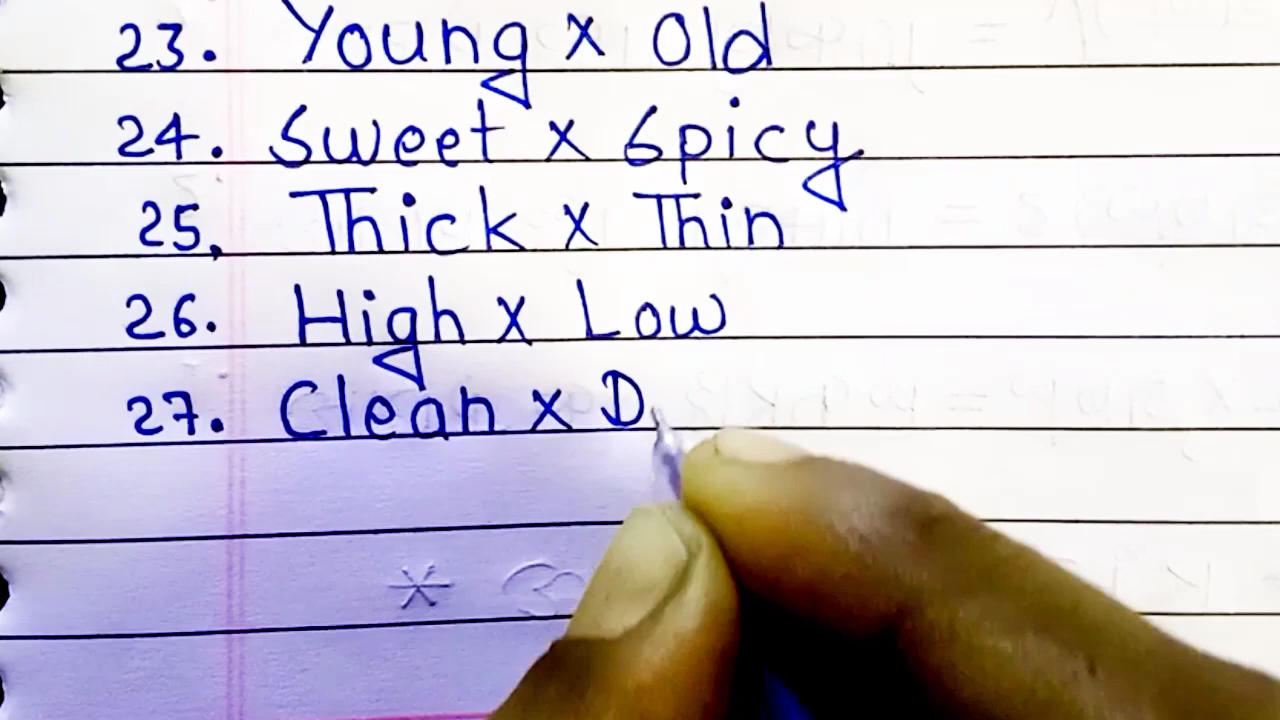 23. Young x Old
24. Sweet x Spicy
25, Thick x Thin
26. High x Low
27. Clean x D